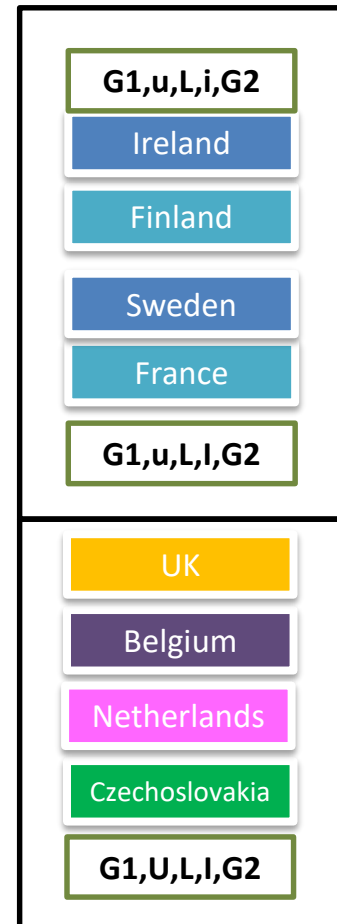 G1,u,L,i,G2
Ireland
Finland
Sweden
France
G1,u,L,I,G2
UK
Belgium
Netherlands
Czechoslovakia
G1,U,L,I,G2